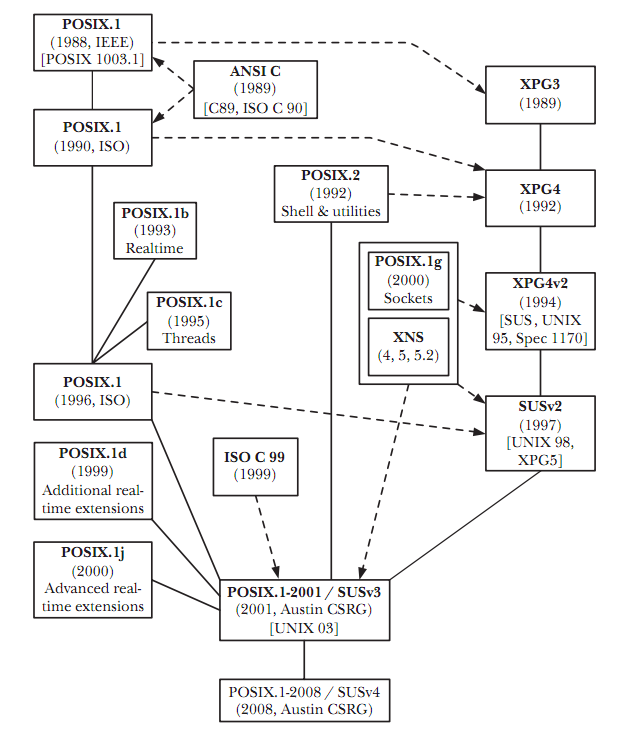 POSIX.1
(1988, IEEE)
[POSIX 1003.1]
ANSI C
(1989)
[C89, ISO C 90]
XPG3
(1989)
POSIX.1
(1990, ISO)
POSIX.2
(1992)
Shell & utilities
XPG4
(1992)
POSIX.1b
(1993)
Realtime
POSIX.1g
(2000)
Sockets
XPG4v2
(1994)
[SUS, UNIX
95, Spec 1170]
POSIX.1c
(1995)
Threads
XNS
(4, 5, 5.2)
POSIX.1
(1996, ISO)
SUSv2
(1997)
[UNIX 98,
XPG5]
POSIX.1d
(1999)
Additional real-
time extensions
ISO C 99
(1999)
POSIX.1j
(2000)
Advanced real-
time extensions
POSIX.1-2001 / SUSv3
(2001, Austin CSRG)
[UNIX 03]
POSIX.1-2008 / SUSv4
(2008, Austin CSRG)